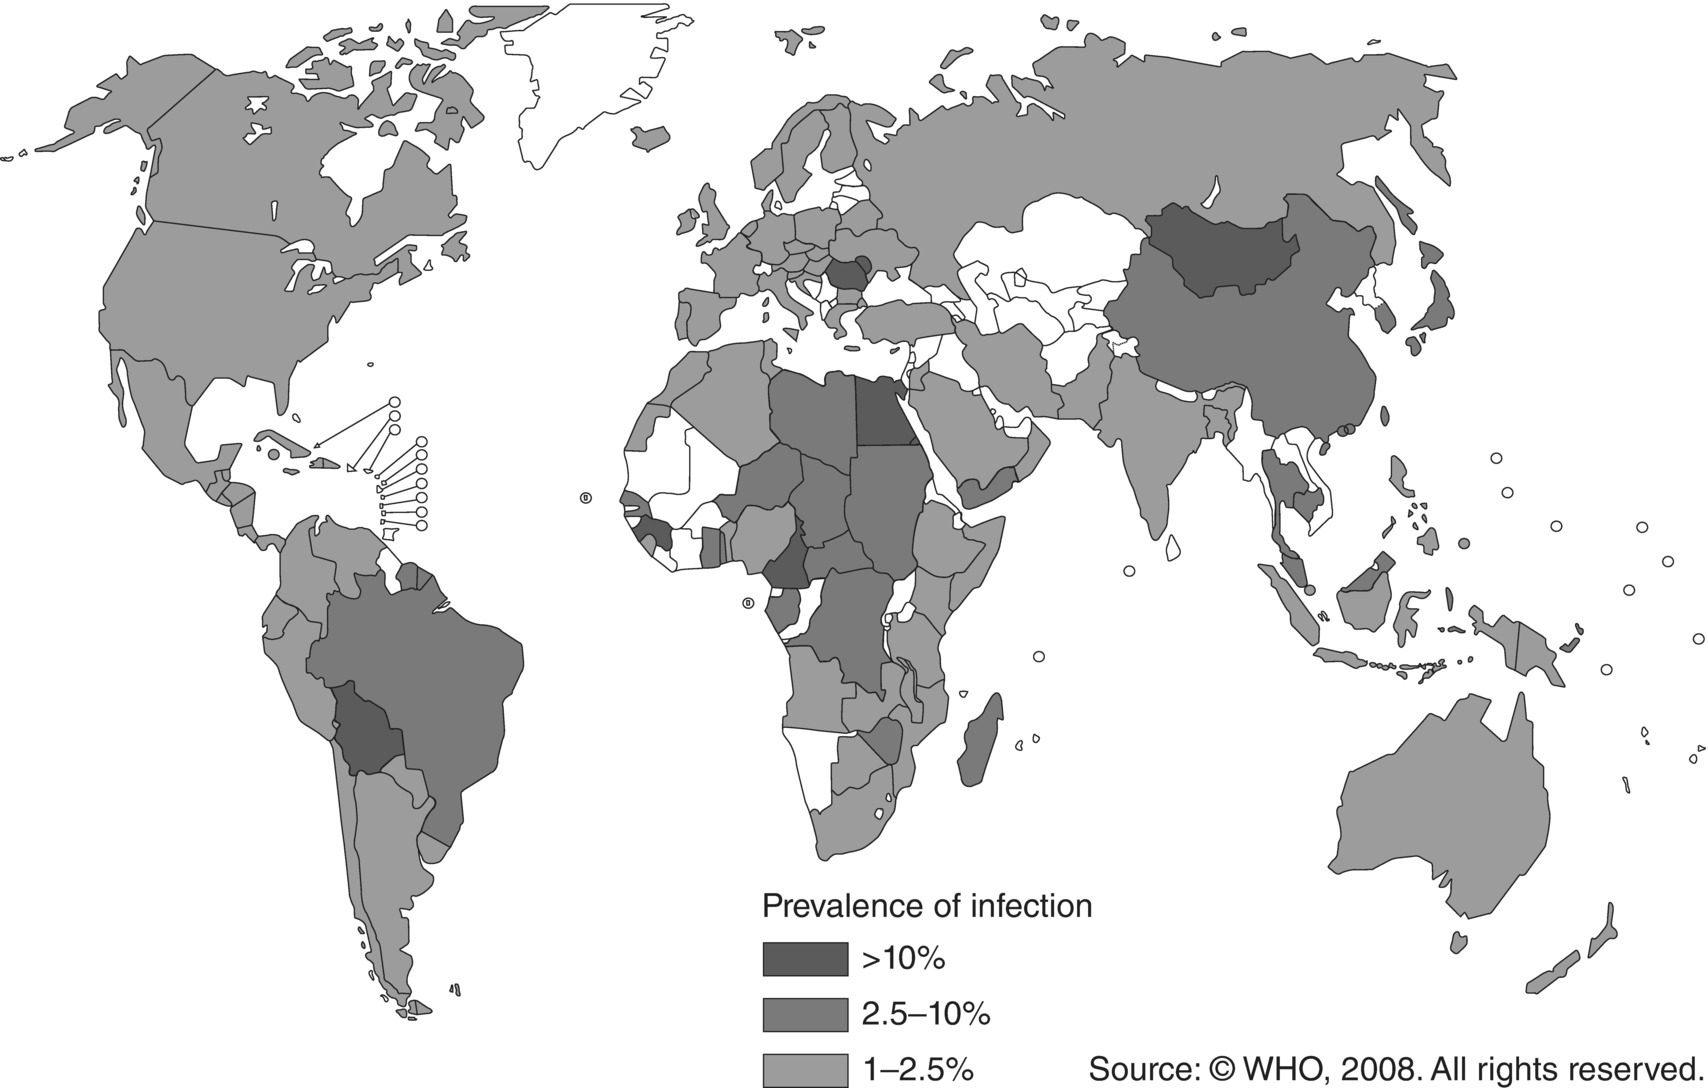 Prevalence of infection
>10%
2.5–10%
1–2.5%
Source: © WHO, 2008. All rights reserved.